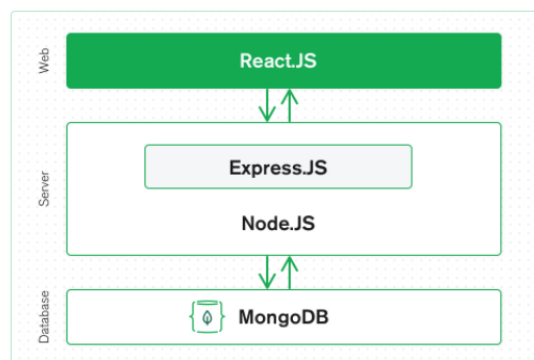 Web
React.JS
Server
Express.JS
Node.JS
Database
MongoDB